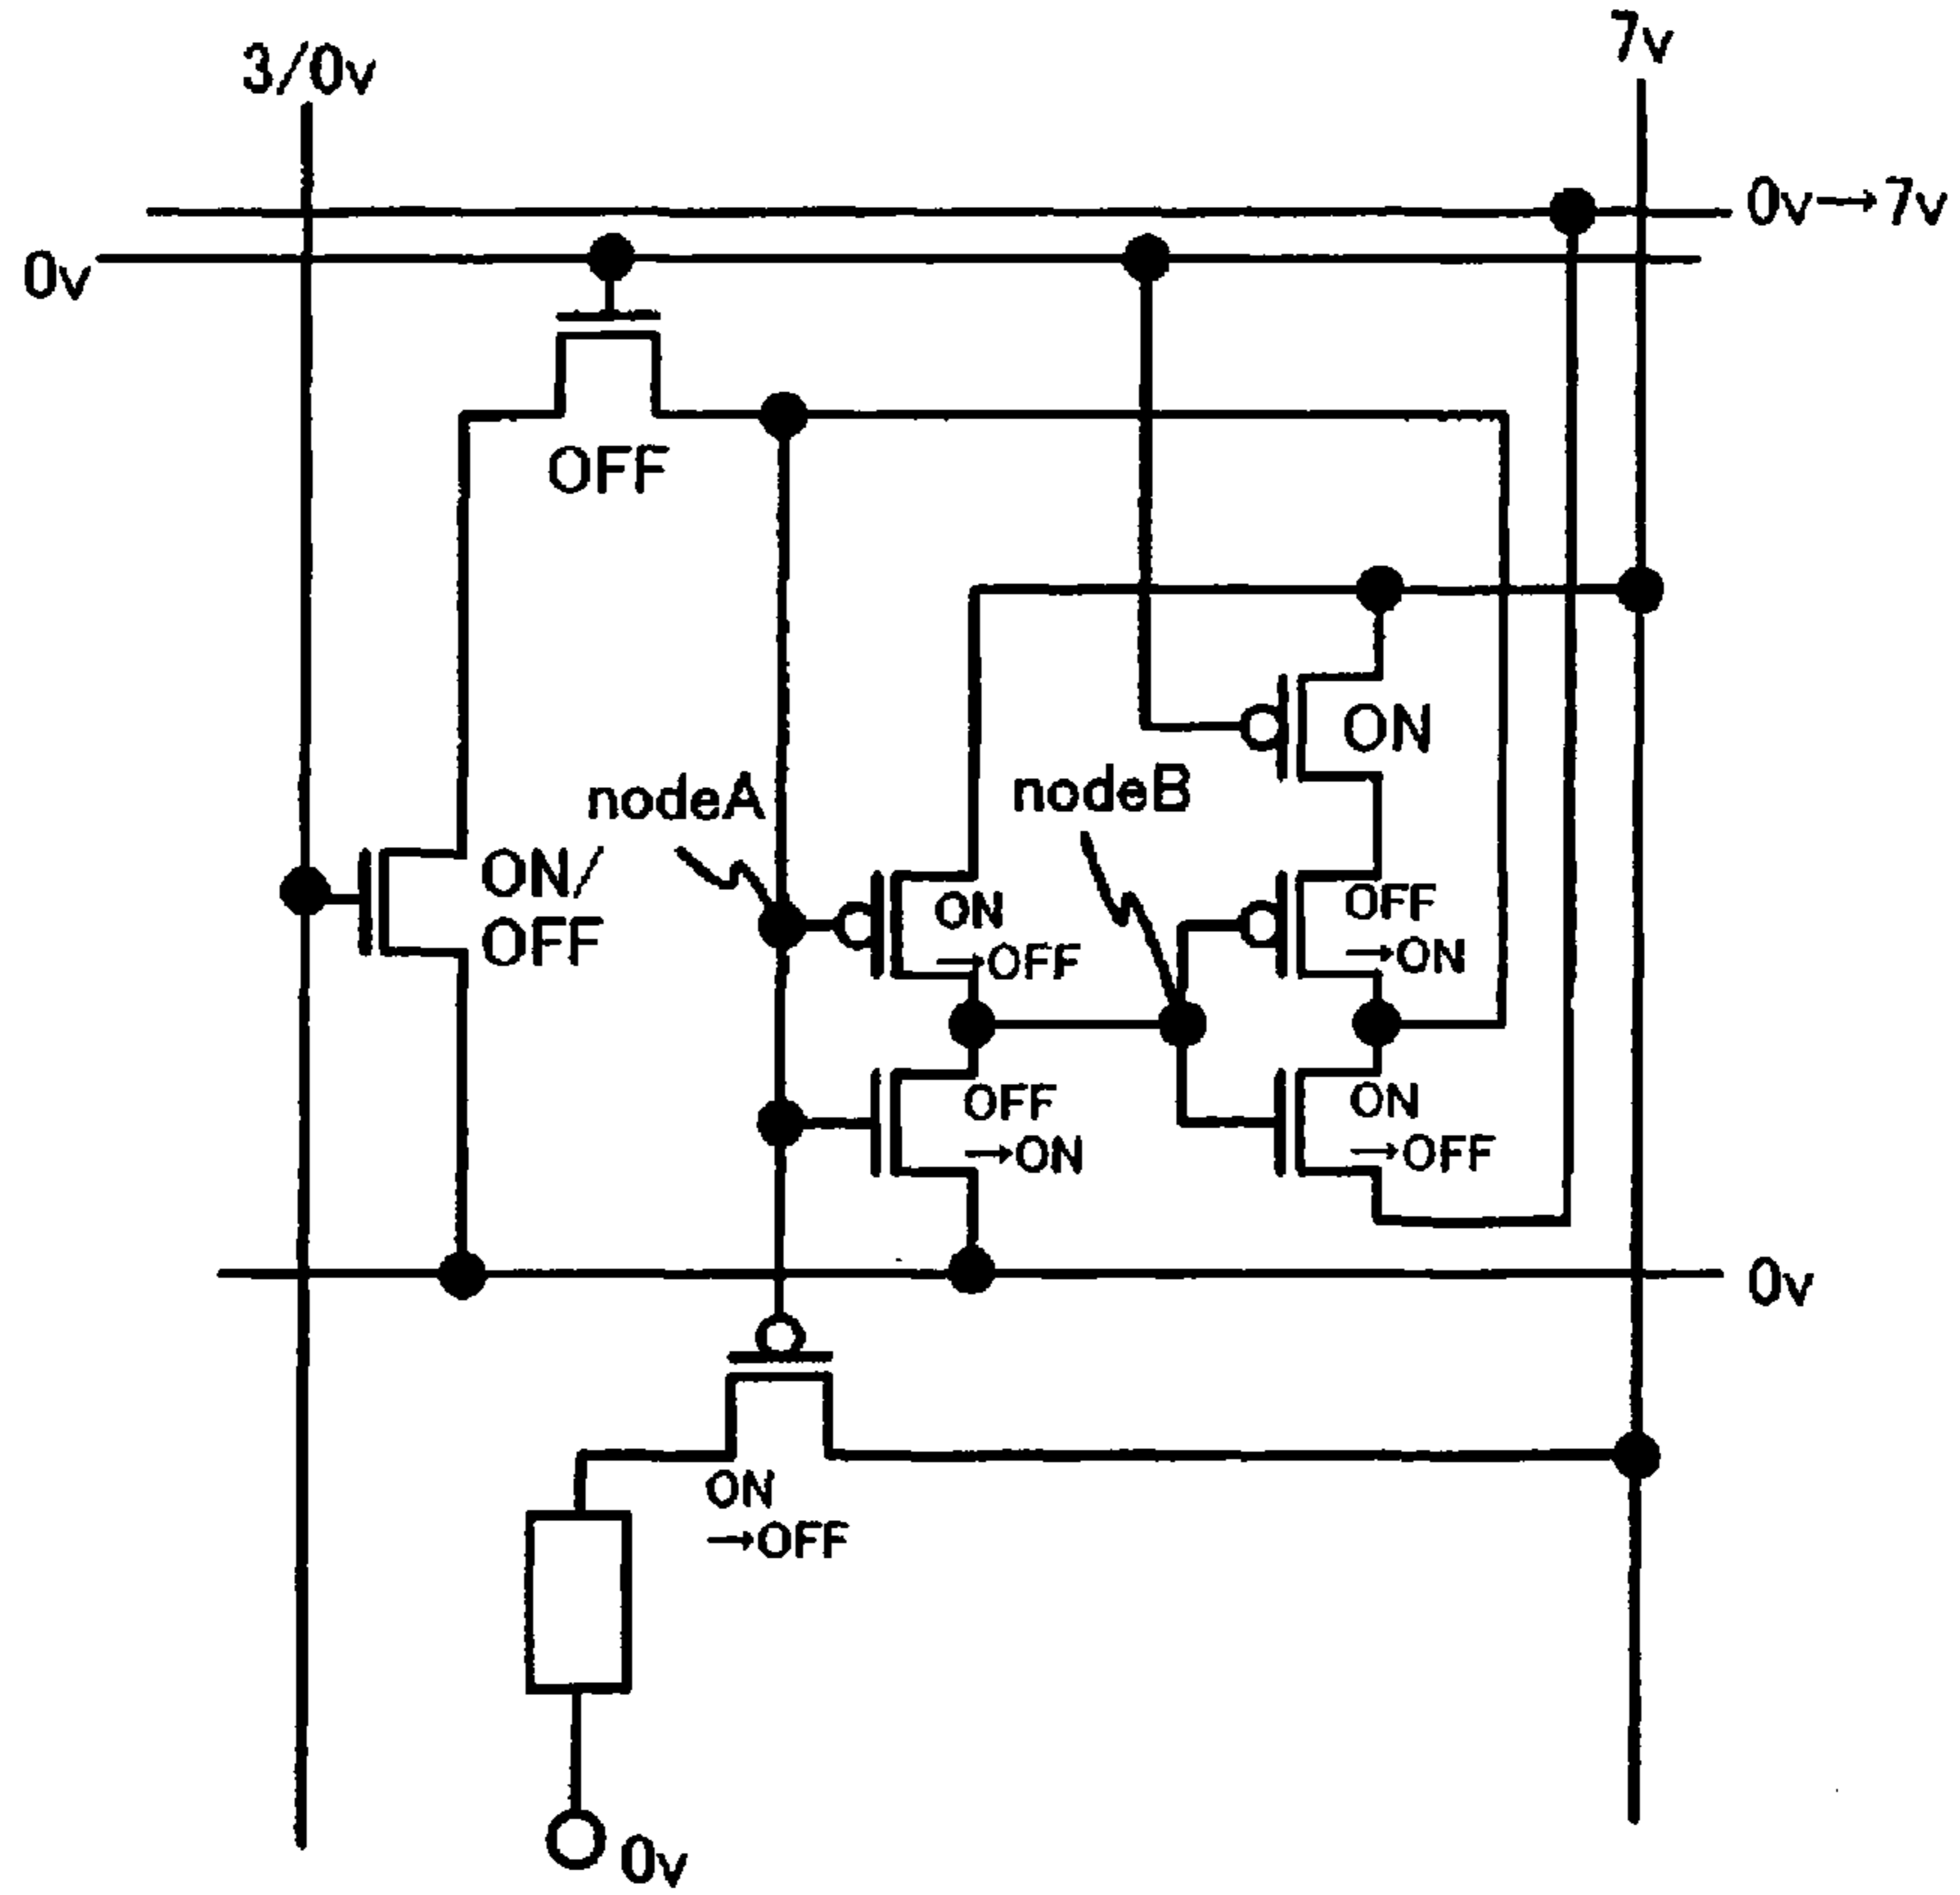 3/0v
7v
0v→7v
0v
OFF
ON
nodeA
nodeB
ON/
OFF
ON
→OFF
OFF
→ON
OFF
→ON
ON
→OFF
0v
ON
→OFF
0v